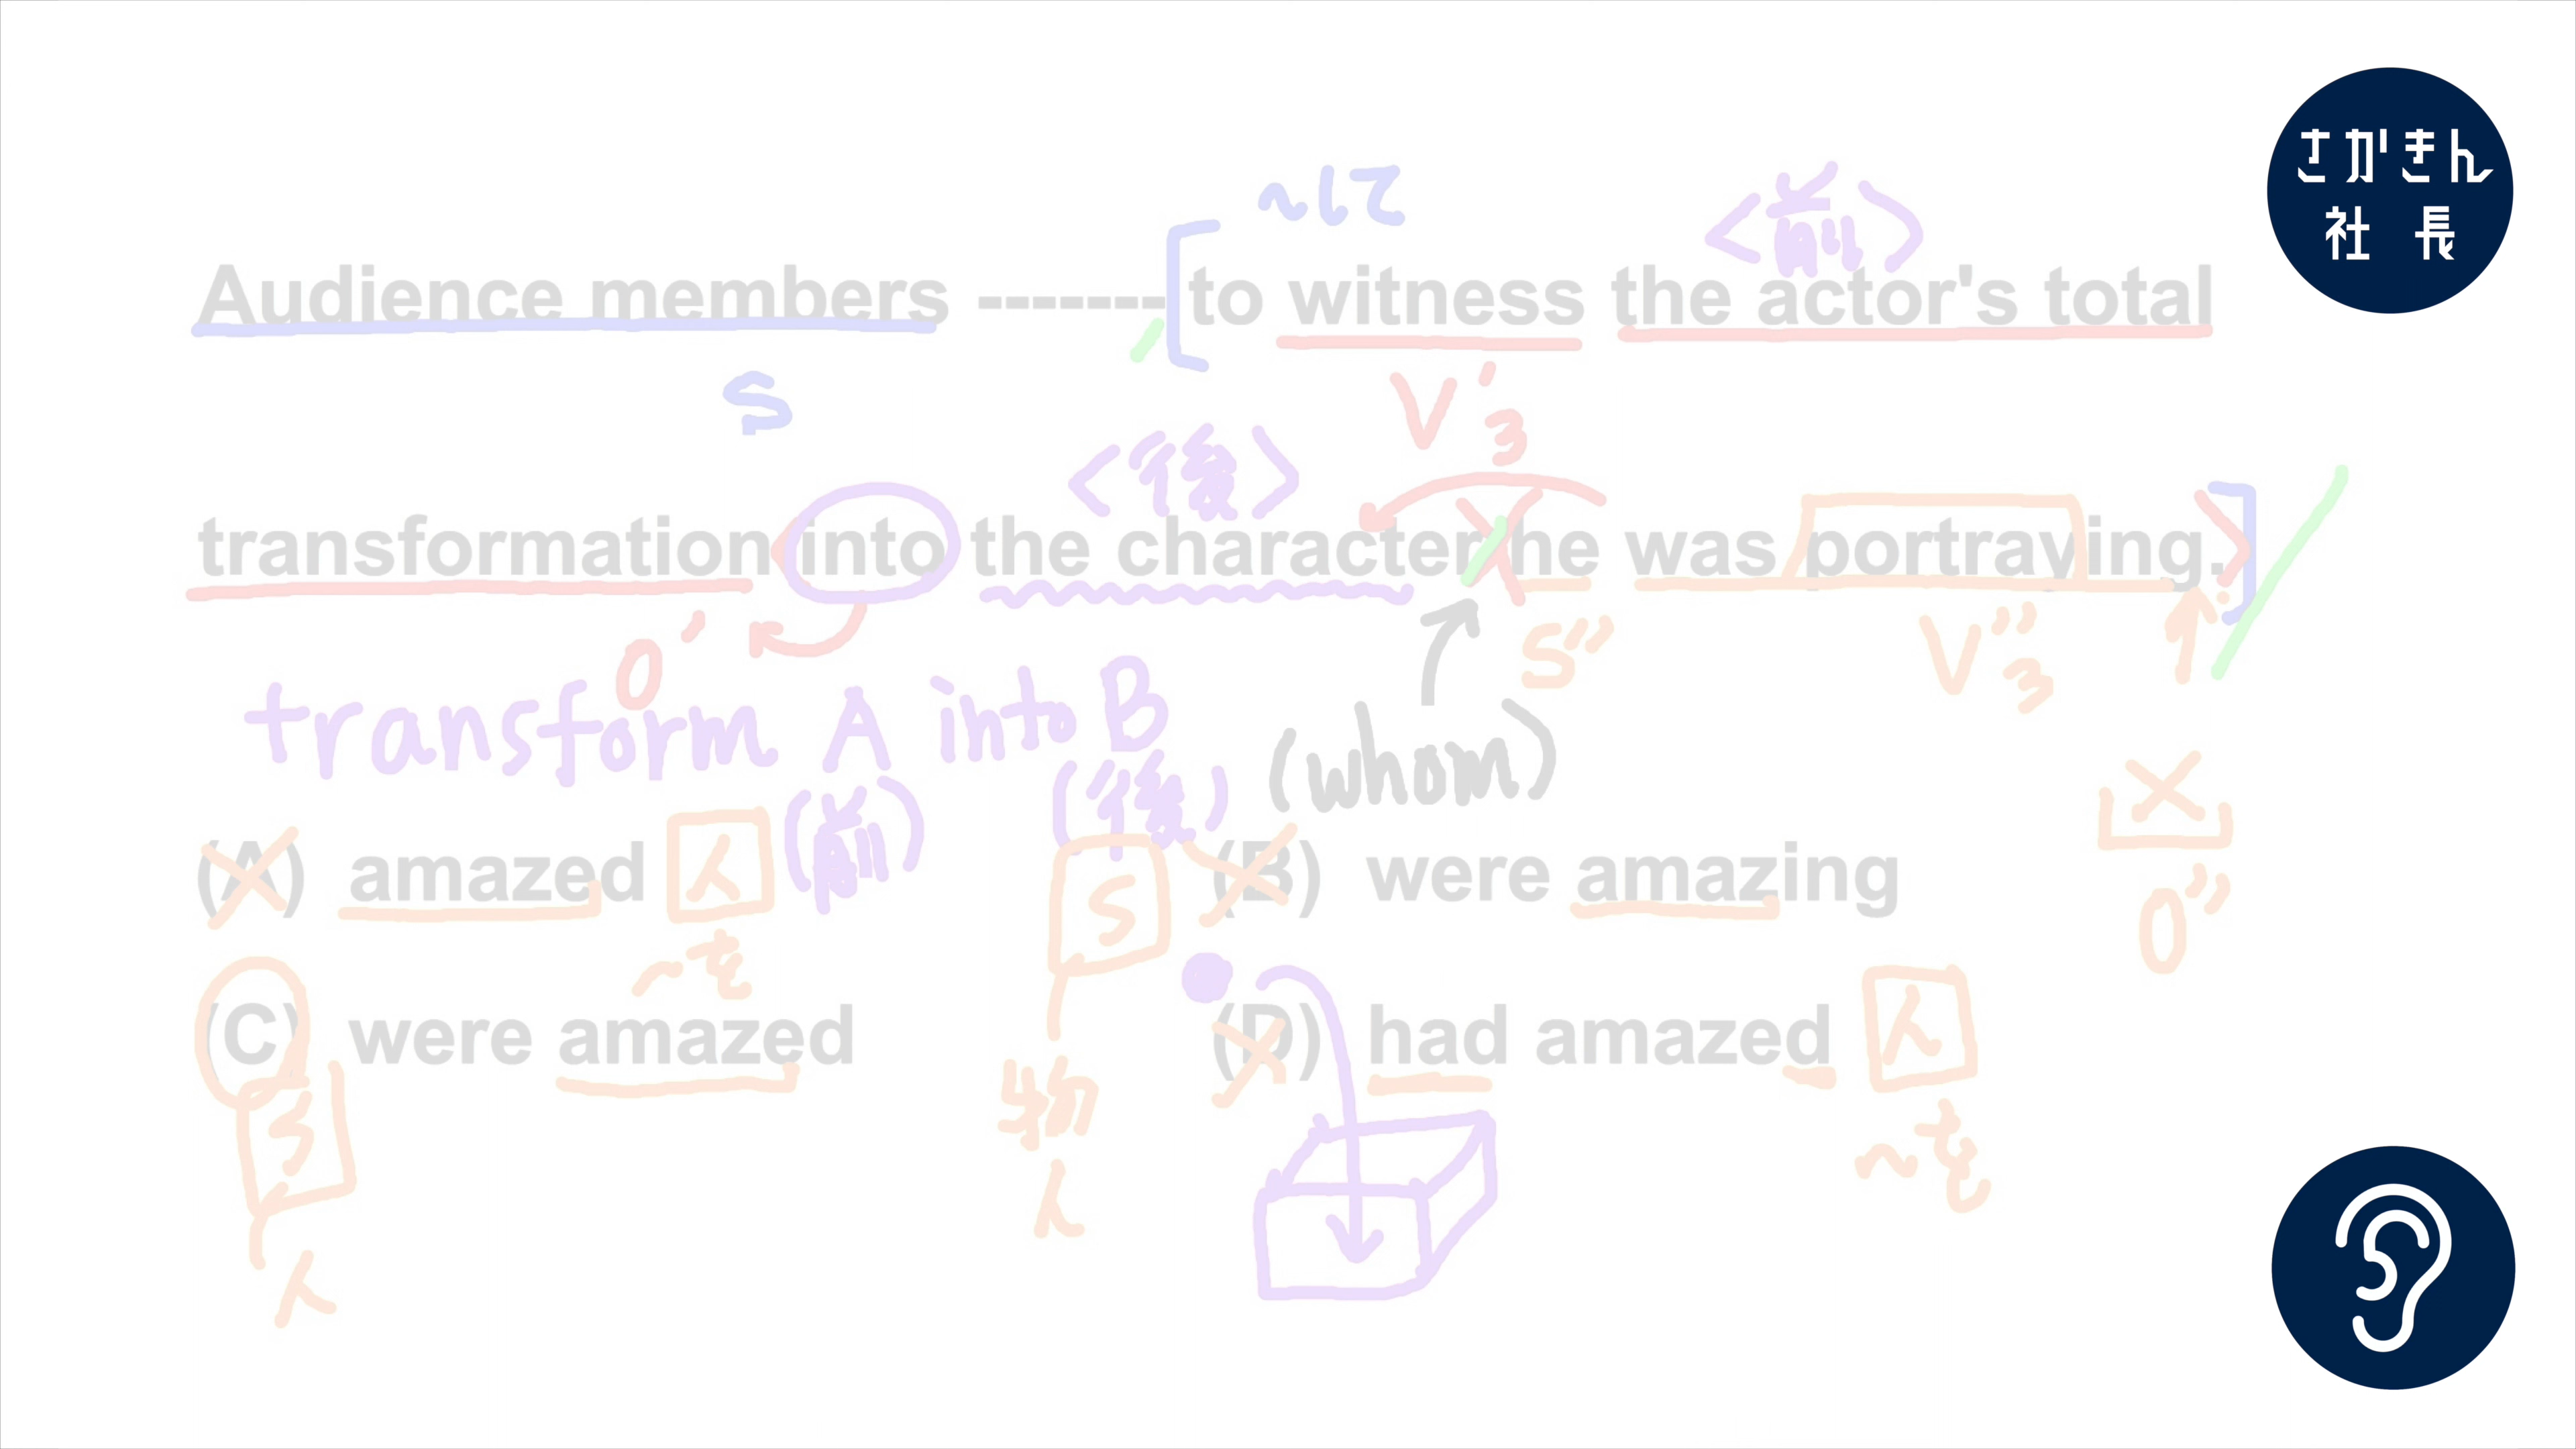 さかきん
社長
~して
<前>
Audience members ------- to witness the actor's total
S
V'3
<後>
transformation into the character he was portraying.
O'
S''
V''3
transform A into B
(前)
(後)
(whom)
(A) amazed 人
~を
S
物
人
(B) were amazing
O''
(C) were amazed
S
人
(D) had amazed 人
~を